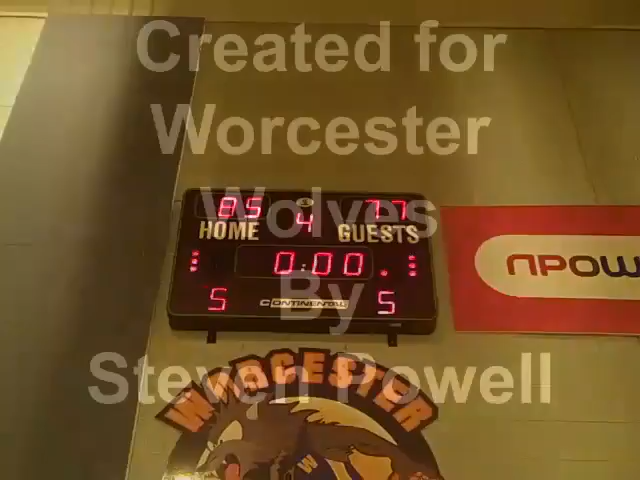 Created for
Worcester
Wolves
By
Steven Powell
85 4 77
HOME GUESTS
0:00.
5 CONTINENTAL 5
npow
WORCESTER
W